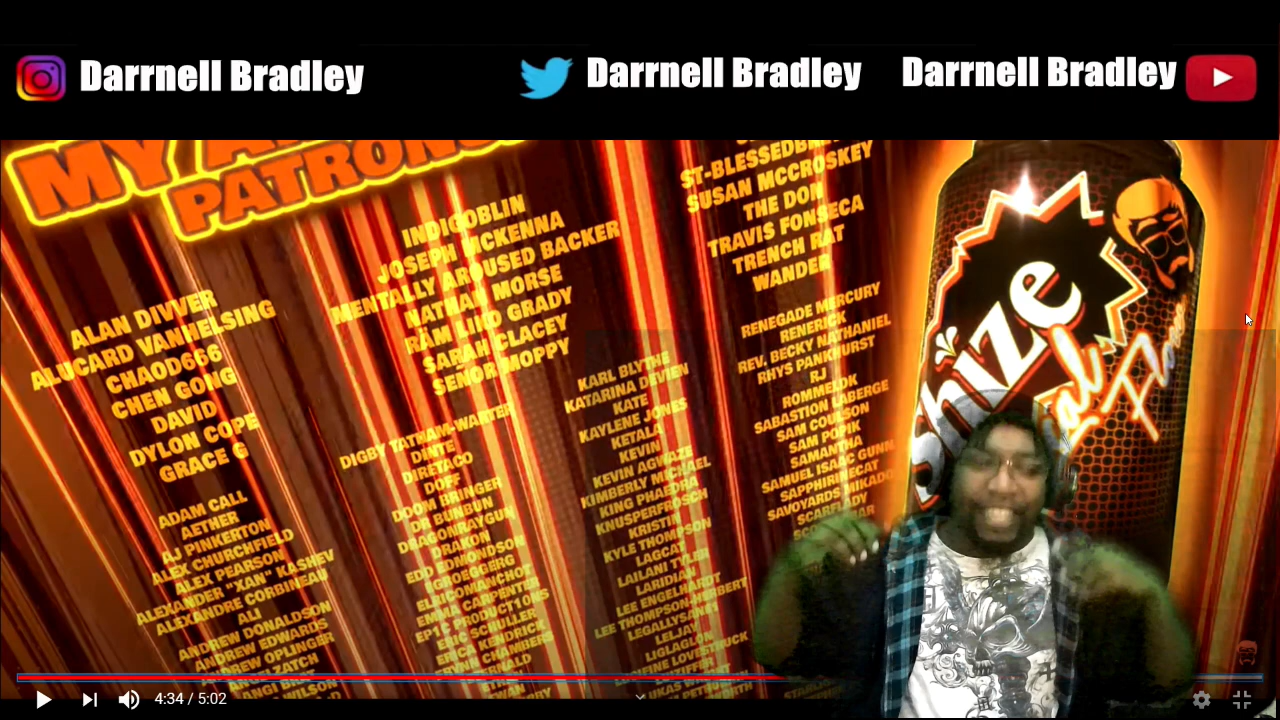 Darrnell Bradley
Darrnell Bradley
Darrnell Bradley
PATRONS
ALAN DIVVER
ALUCARD VANHELSING
CHAOD666
CHEN GONG
DAVID
DYLON COPE
GRACE G
ADAM CALL
AETHER
AJ PINKERTON
ALEX CHURCHFIELD
ALEX PEARSON
ALEXANDER "XAN" KASHEV
ALEXANDRE CORBINEAU
ALI
ANDREW DONALDSON
ANDREW EDWARDS
ANDREW OPLINGER
INDIGOBLIN
JOSEPH MCKENNA
MENTALLY AROUSED BACKER
NATHAN MORSE
RAM LIKO GRADY
SARAH CLACEY
SENOR MOPPY
DIGBY TATHAM-WARTER
DINTE
DIRETACO
DOFF
DOOM BRINGER
DR BUNBUN
DRAGONRAYGUN
DRAKON
EDD EDMONDSON
EGROEGGERG
ELRICOMANCHOT
EMMA CARPENTER
EP1C PRODUCT10NS
ERIC SCHULLER
ERICA KENDRICK
KARL BLYTHE
KATARINA DEVIEN
KATE
KAYLENE JONES
KETALA
KEVIN
KEVIN AGWAZE
KIMBERLY MICHAEL
KING PHAEDRA
KNUSPERFROSCH
KRISTIN
KYLE THOMPSON
LAGCAT
LAILANI TYLER
LARIDIAN
LEE ENGELHARDT
LEE THOMPSON-HERBERT
LEGALLYSANE
LELJAY
LIGLAGLON
SUSAN MCCROSKEY
THE DON
TRAVIS FONSECA
TRENCH RAT
WANDER
RENEGADE MERCURY
RENERICK
REV. BECKY NATHANIEL
RHYS PANKHURST
RJ
ROMMELOK
SABASTION LABERGE
SAM COULSON
SAM POPIK
SAMANTHA
SAMUEL ISAAC GUNN
SAPPHIRINECAT
SAVOYARDS MIKADO
SCARFLADY
4:34 / 5:02